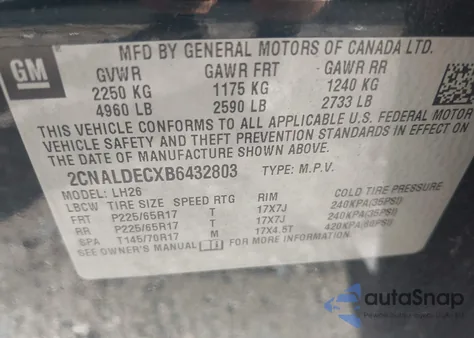 GM
MFD BY GENERAL MOTORS OF CANADA LTD.
GVWR GAWR FRT GAWR RR
2250 KG 1175 KG 1240 KG
4960 LB 2590 LB 2733 LB
THIS VEHICLE CONFORMS TO ALL APPLICABLE U.S. FEDERAL MOTOR
VEHICLE SAFETY AND THEFT PREVENTION STANDARDS IN EFFECT ON
THE DATE OF MANUFACTURE SHOWN ABOVE.
2CNALDECXB6432803 TYPE: M.P.V.
MODEL: LH26
LBCW TIRE SIZE SPEED RTG RIM COLD TIRE PRESSURE
FRT P225/65R17 T 17X7J 240KPA(35PSI)
RR P225/65R17 T 17X7J 240KPA(35PSI)
SPA T145/70R17 M 17X4.5T 420KPA(60PSI)
SEE OWNER'S MANUAL
autoSnap